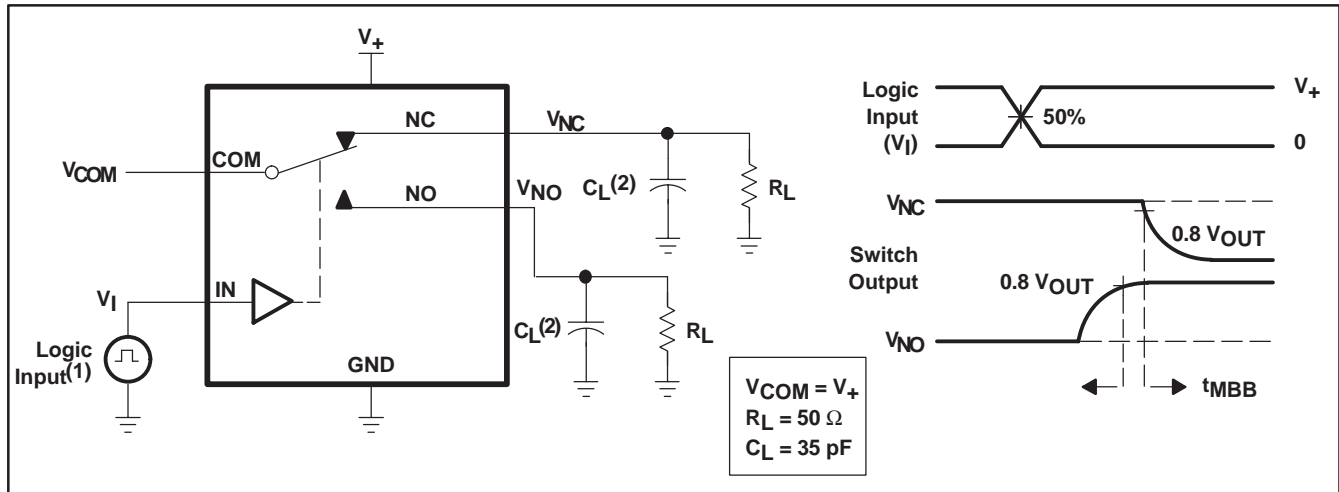 V+
NC
VNC
COM
VCOM
CL(2)
RL
NO
VNO
IN
VI
CL(2)
RL
Logic
Input(1)
GND
VCOM = V+
RL = 50 Ω
CL = 35 pF
Logic
Input
(VI)
50%
V+
0
VNC
0.8 VOUT
Switch
Output
0.8 VOUT
VNO
tMBB